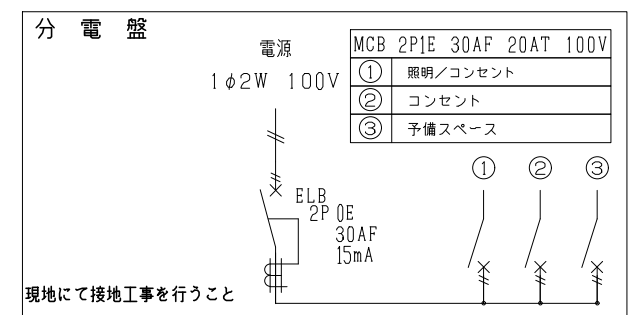 分 電 盤
電源
1φ2W 100V
MCB 2P1E 30AF 20AT 100V
① 照明/コンセント
② コンセント
③ 予備スペース
① ② ③
ELB
2P 0E
30AF
15mA
現地にて接地工事を行うこと